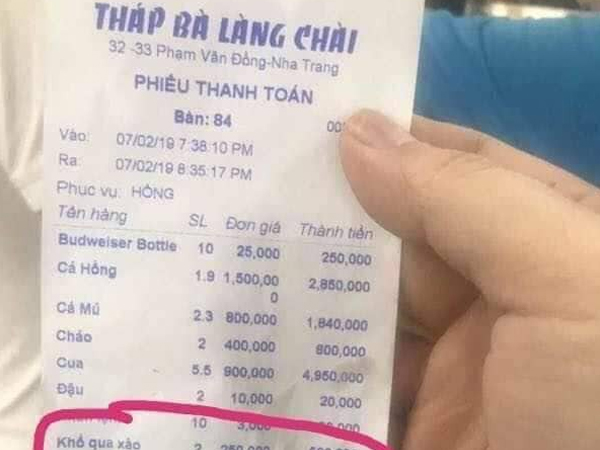 THÁP BÀ LÀNG CHÀI
32 -33 Phạm Văn Đồng-Nha Trang
PHIẾU THANH TOÁN
Bàn: 84
Vào: 07/02/19 7:38:10 PM
Ra: 07/02/19 8:35:17 PM
Phục vụ: HỒNG
Tên hàng SL Đơn giá Thành tiền
Budweiser Bottle 10 25,000 250,000
Cá Hồng 1.9 1,500,00 2,850,000
0
Cá Mú 2.3 800,000 1,840,000
Cháo 2 400,000 800,000
Cua 5.5 900,000 4,950,000
Đậu 2 10,000 20,000
10 3,000
Khổ qua xào 2 250,000